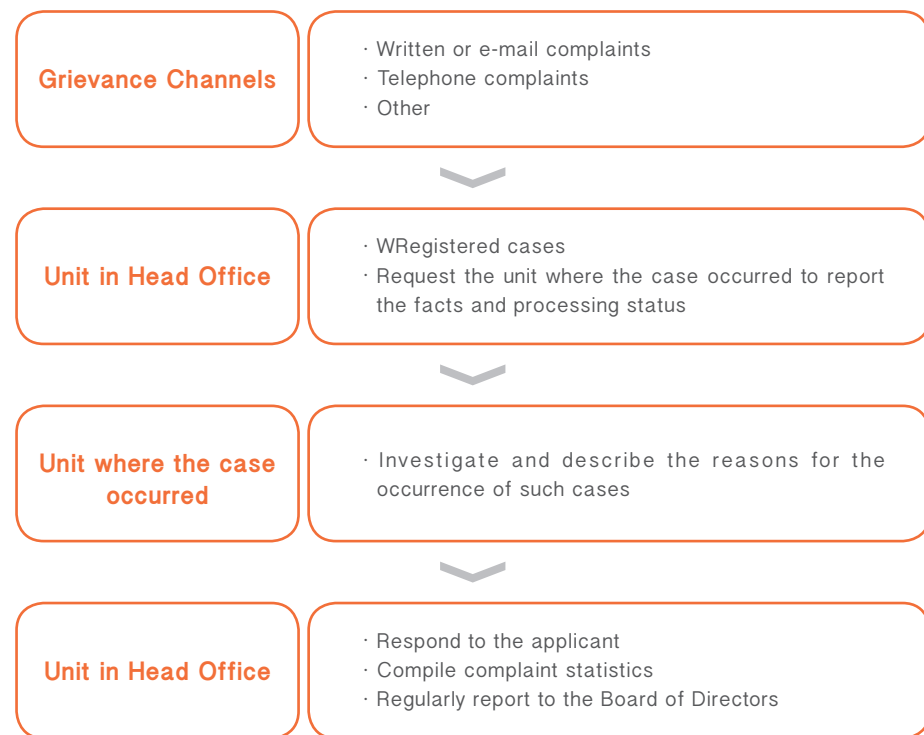 Grievance Channels
· Written or e-mail complaints
· Telephone complaints
· Other
Unit in Head Office
· WRegistered cases
· Request the unit where the case occurred to report
the facts and processing status
Unit where the case
occurred
· Investigate and describe the reasons for the
occurrence of such cases
Unit in Head Office
· Respond to the applicant
· Compile complaint statistics
· Regularly report to the Board of Directors